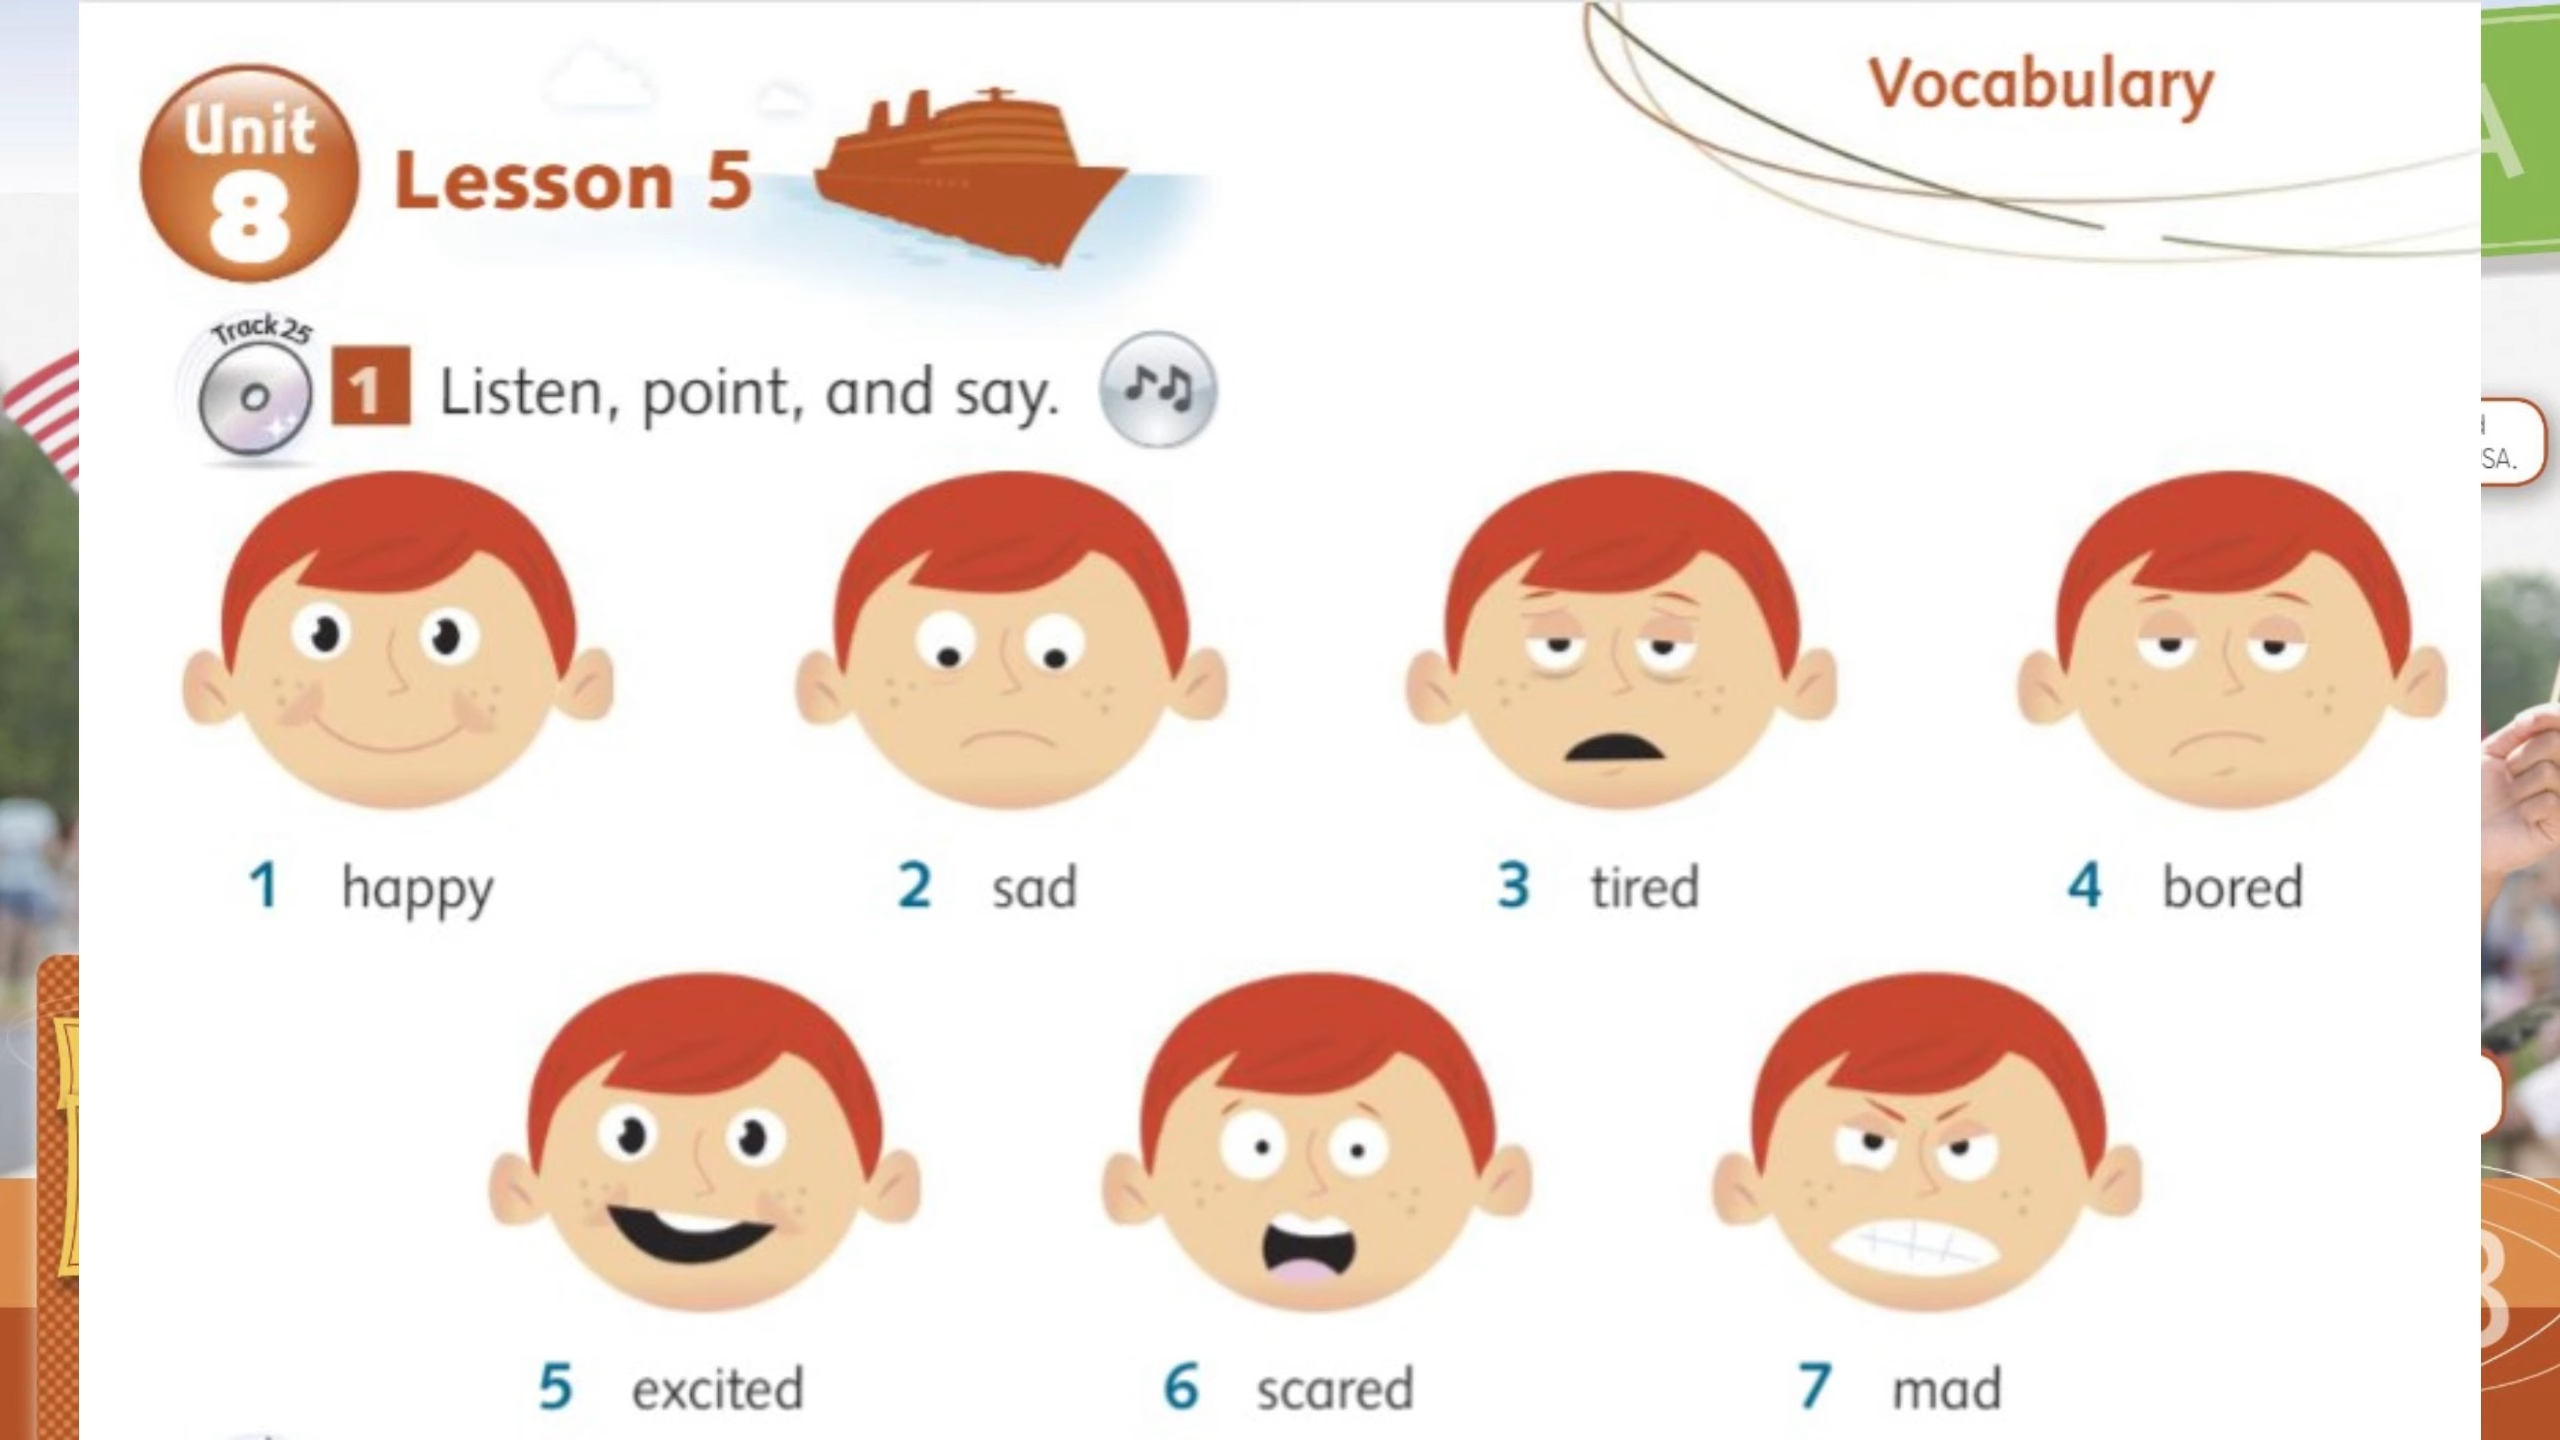 Vocabulary
Unit
8
Lesson 5
Track 25
1 Listen, point, and say.
SA.
1 happy
2 sad
3 tired
4 bored
5 excited
6 scared
7 mad